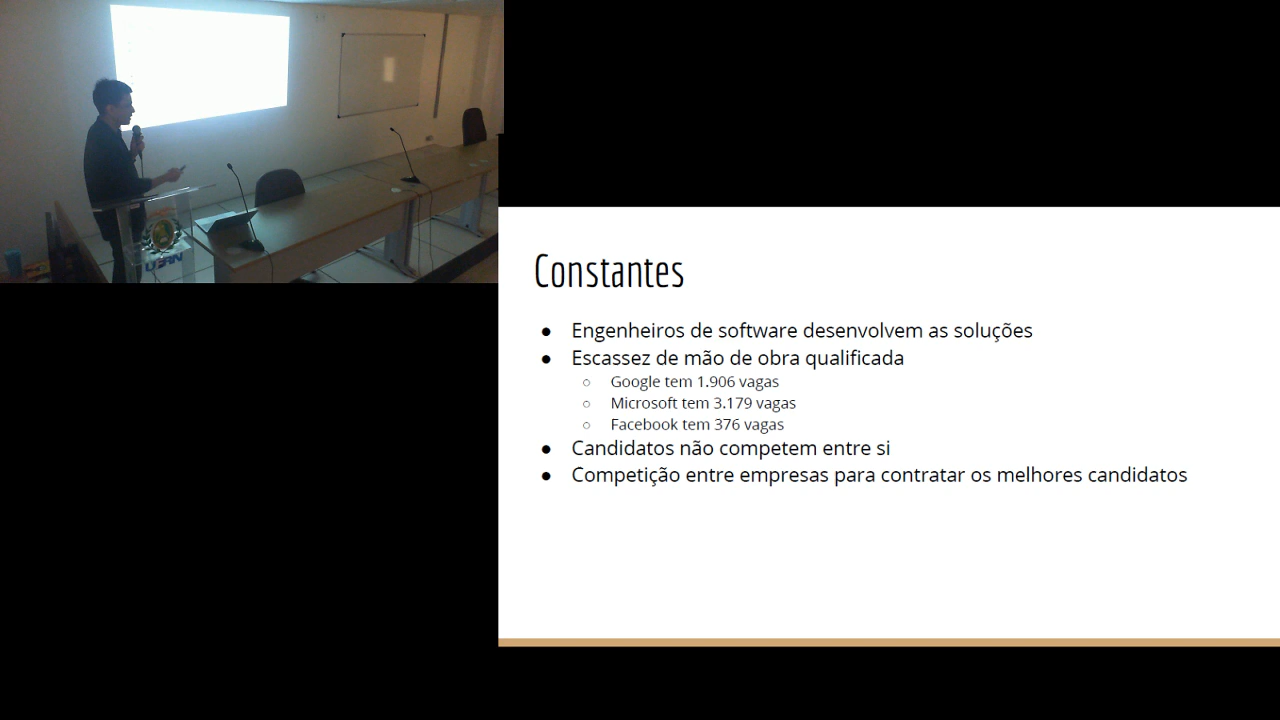 UFRN
Constantes
● Engenheiros de software desenvolvem as soluções
● Escassez de mão de obra qualificada
○ Google tem 1.906 vagas
○ Microsoft tem 3.179 vagas
○ Facebook tem 376 vagas
● Candidatos não competem entre si
● Competição entre empresas para contratar os melhores candidatos